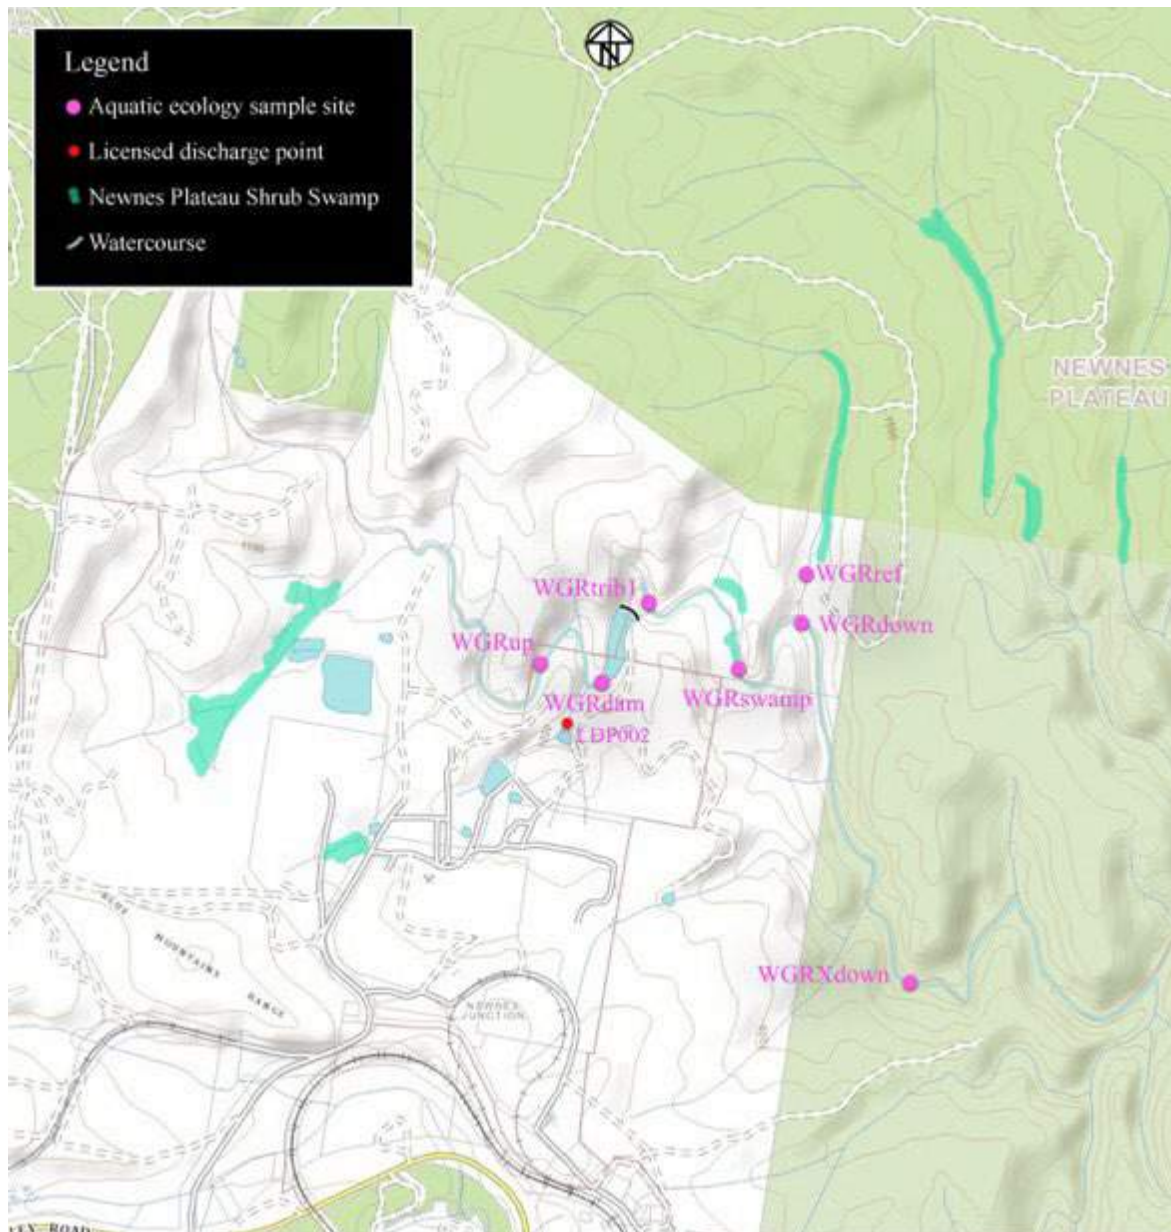 Legend
Aquatic ecology sample site
Licensed discharge point
Newnes Plateau Shrub Swamp
Watercourse
N
NEWNES
PLATEAU
WGRtrib1
WGRref
WGRup
WGRdown
WGRdam
WGRswamp
LDP002
BLUE
MOUNTAINS
RANGE
WGRXdown
NEWNES
JUNCTION
ROAD